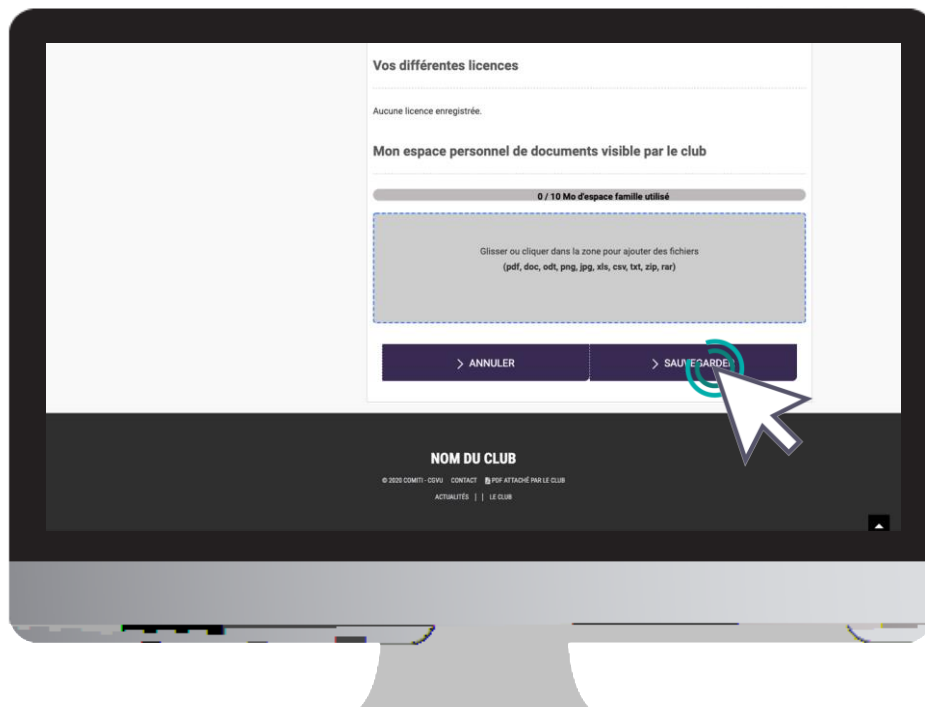 Vos différentes licences
Aucune licence enregistrée.
Mon espace personnel de documents visible par le club
0 / 10 Mo d'espace famille utilisé
Glisser ou cliquer dans la zone pour ajouter des fichiers
(pdf, doc, odt, png, jpg, xls, csv, txt, zip, rar)
> ANNULER > SAUVEGARDER
NOM DU CLUB
© 2020 COMITI - CGVU CONTACT PDF ATTACHÉ PAR LE CLUB
ACTUALITÉS | | LE CLUB